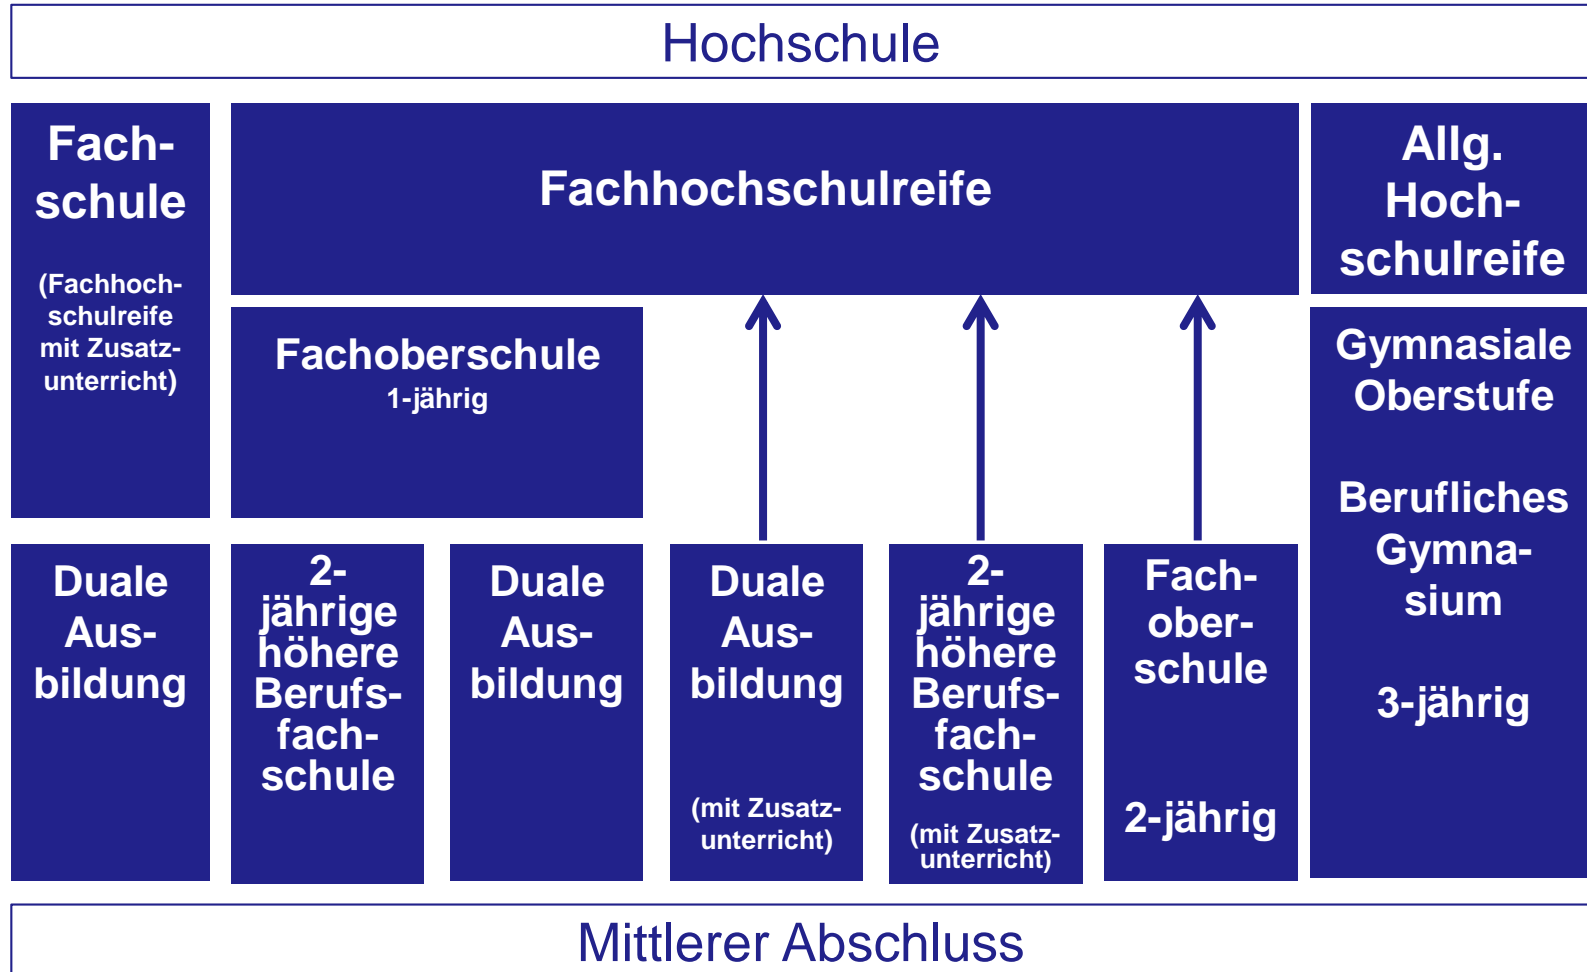 Hochschule
Fach-
schule
(Fachhoch-
schulreife
mit Zusatz-
unterricht)
Fachhochschulreife
Allg.
Hoch-
schulreife
Fachoberschule
1-jährig
Gymnasiale
Oberstufe
Berufliches
Gymna-
sium
3-jährig
Duale
Aus-
bildung
2-
jährige
höhere
Berufs-
fach-
schule
Duale
Aus-
bildung
Duale
Aus-
bildung
(mit Zusatz-
unterricht)
2-
jährige
höhere
Berufs-
fach-
schule
(mit Zusatz-
unterricht)
Fach-
ober-
schule
2-jährig
Mittlerer Abschluss